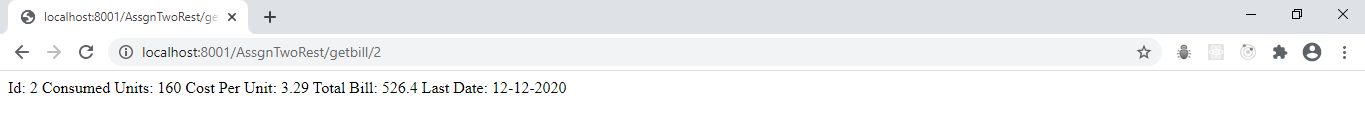 localhost:8001/AssgnTwoRest/ge
localhost:8001/AssgnTwoRest/getbill/2
Id: 2 Consumed Units: 160 Cost Per Unit: 3.29 Total Bill: 526.4 Last Date: 12-12-2020